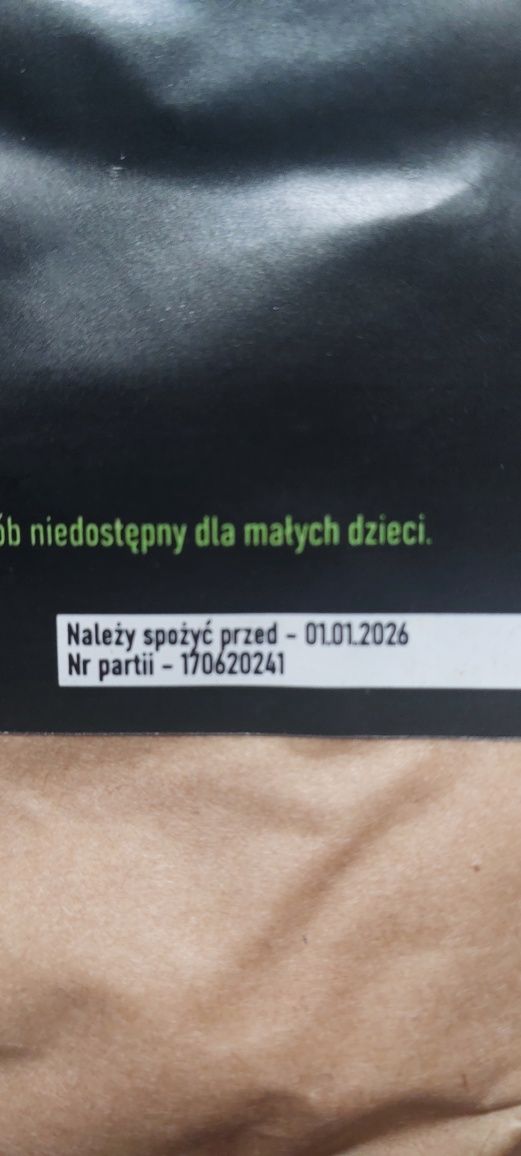 niedostępny dla małych dzieci.
Należy spożyć przed - 01.01.2026
Nr partii - 170620241